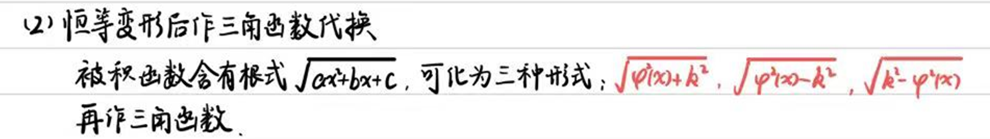 (2) 恒等变形后作三角函数代换
被积函数含有根式 √(ax²+bx+c), 可化为三种形式: √(φ²(x)+k²), √(φ²(x)-k²), √(k²-φ²(x))
再作三角函数.